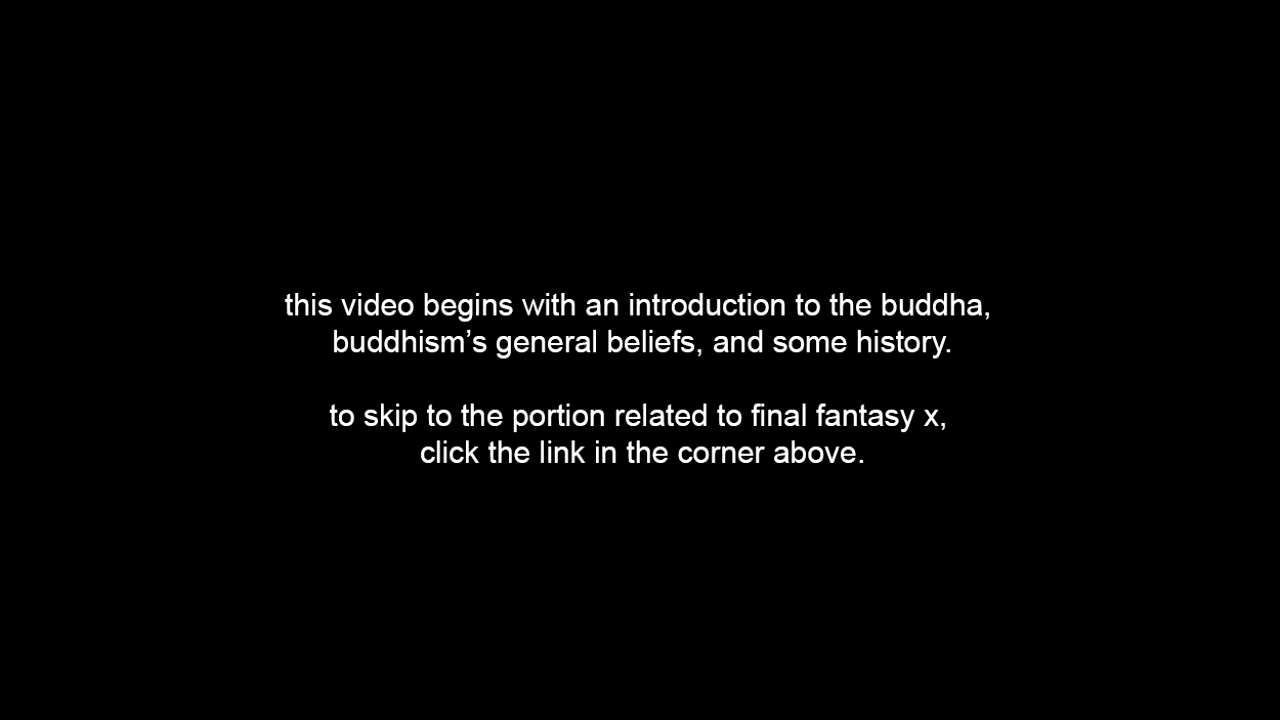 this video begins with an introduction to the buddha,
buddhism’s general beliefs, and some history.
to skip to the portion related to final fantasy x,
click the link in the corner above.